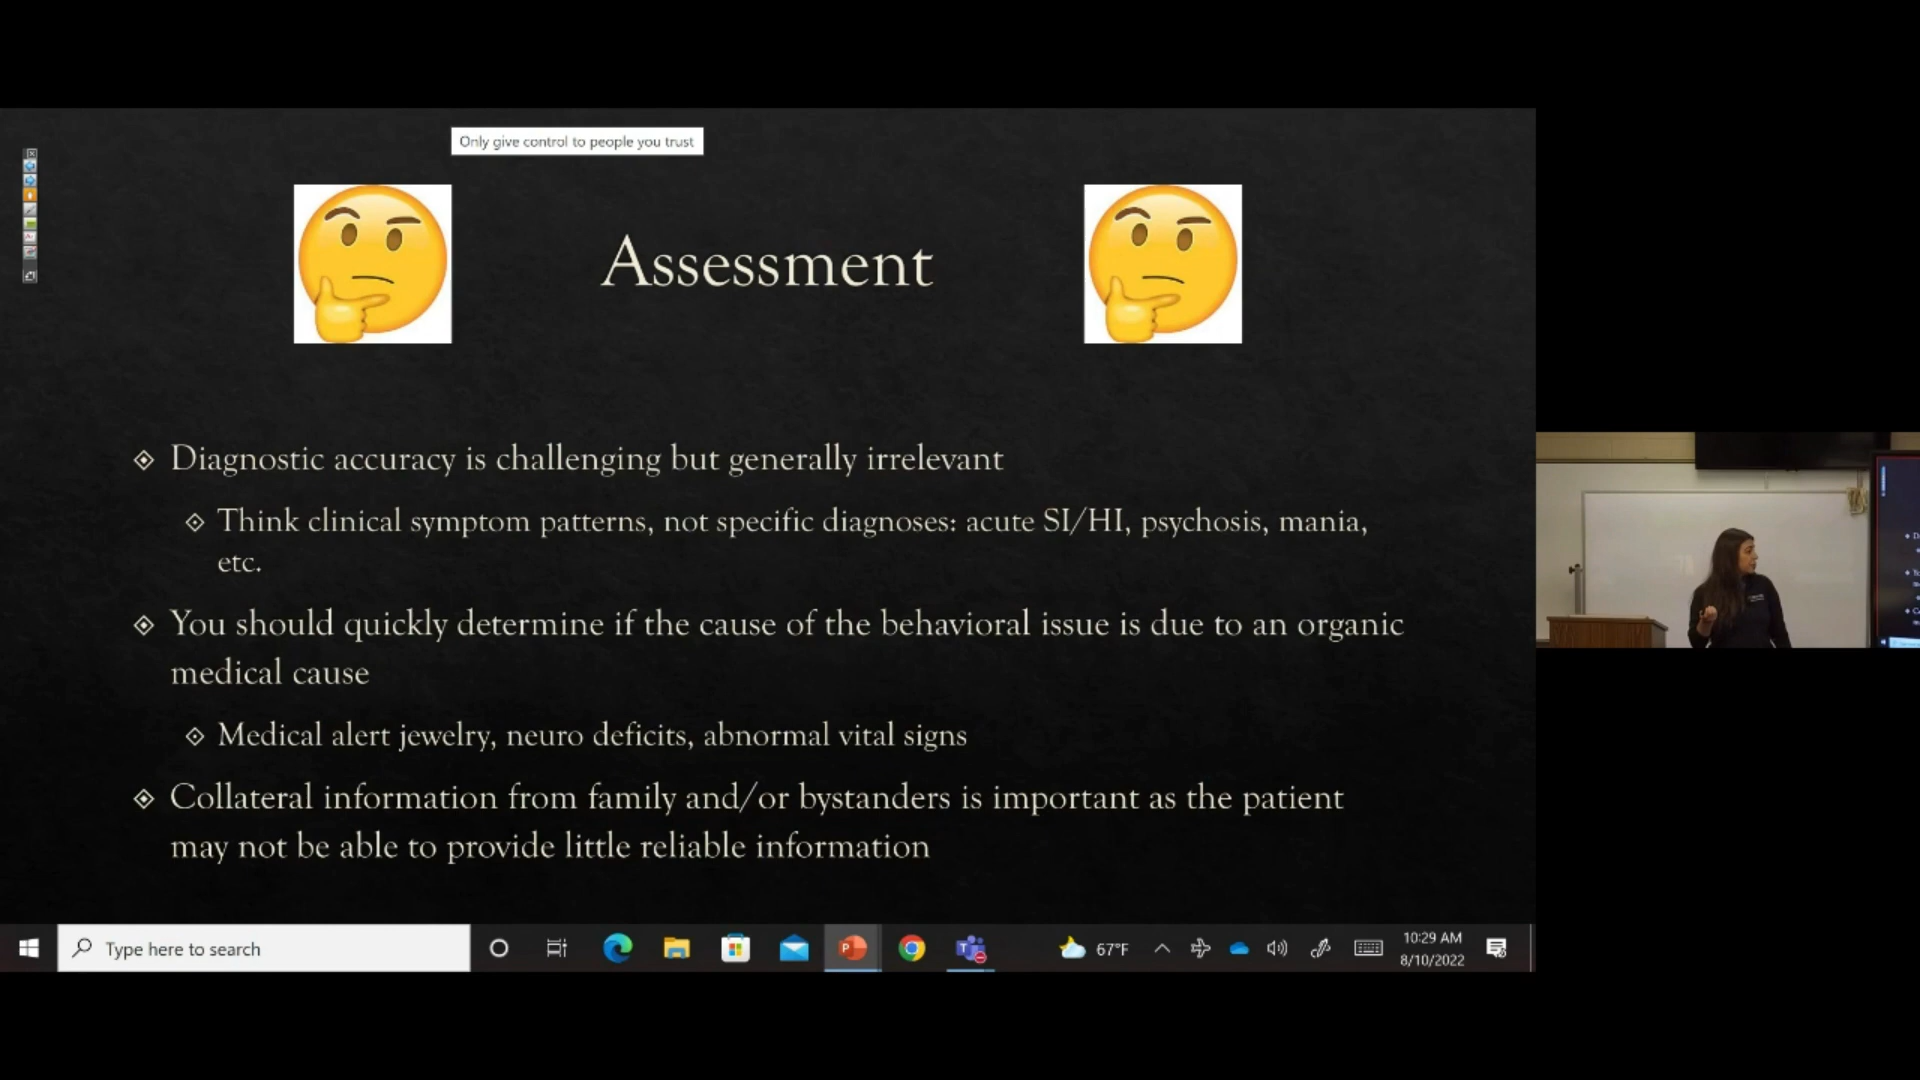 Only give control to people you trust
Assessment
Diagnostic accuracy is challenging but generally irrelevant
Think clinical symptom patterns, not specific diagnoses: acute SI/HI, psychosis, mania,
etc.
You should quickly determine if the cause of the behavioral issue is due to an organic
medical cause
Medical alert jewelry, neuro deficits, abnormal vital signs
Collateral information from family and/or bystanders is important as the patient
may not be able to provide little reliable information
Type here to search
67°F
10:29 AM
8/10/2022